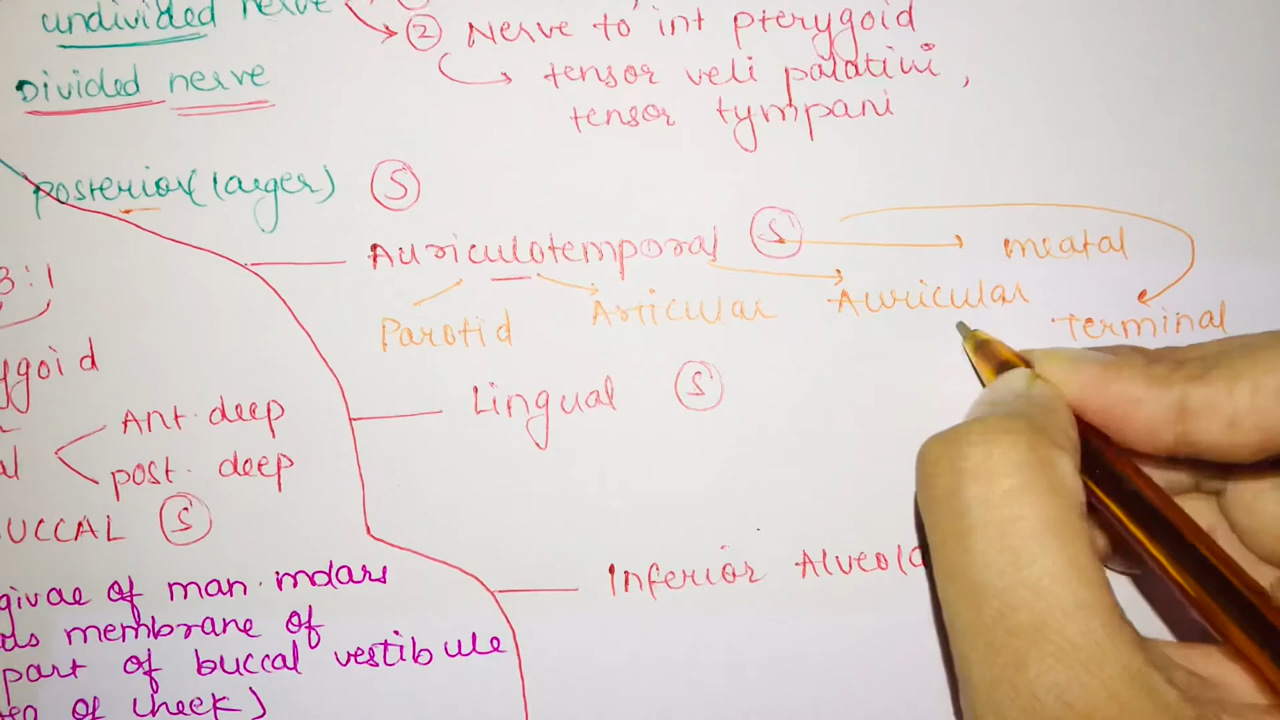 undivided nerve
② Nerve to int pterygoid
Divided nerve
tensor veli palatini,
tensor tympani
posterior (larger) Ⓢ
Auriculotemporal Ⓢ
meatal
3:1
Parotid Articular Auricular Terminal
Lingual Ⓢ
Ant. deep
post. deep
Inferior
of man. molars
membrane of
part of buccal vestibule
of cheek)